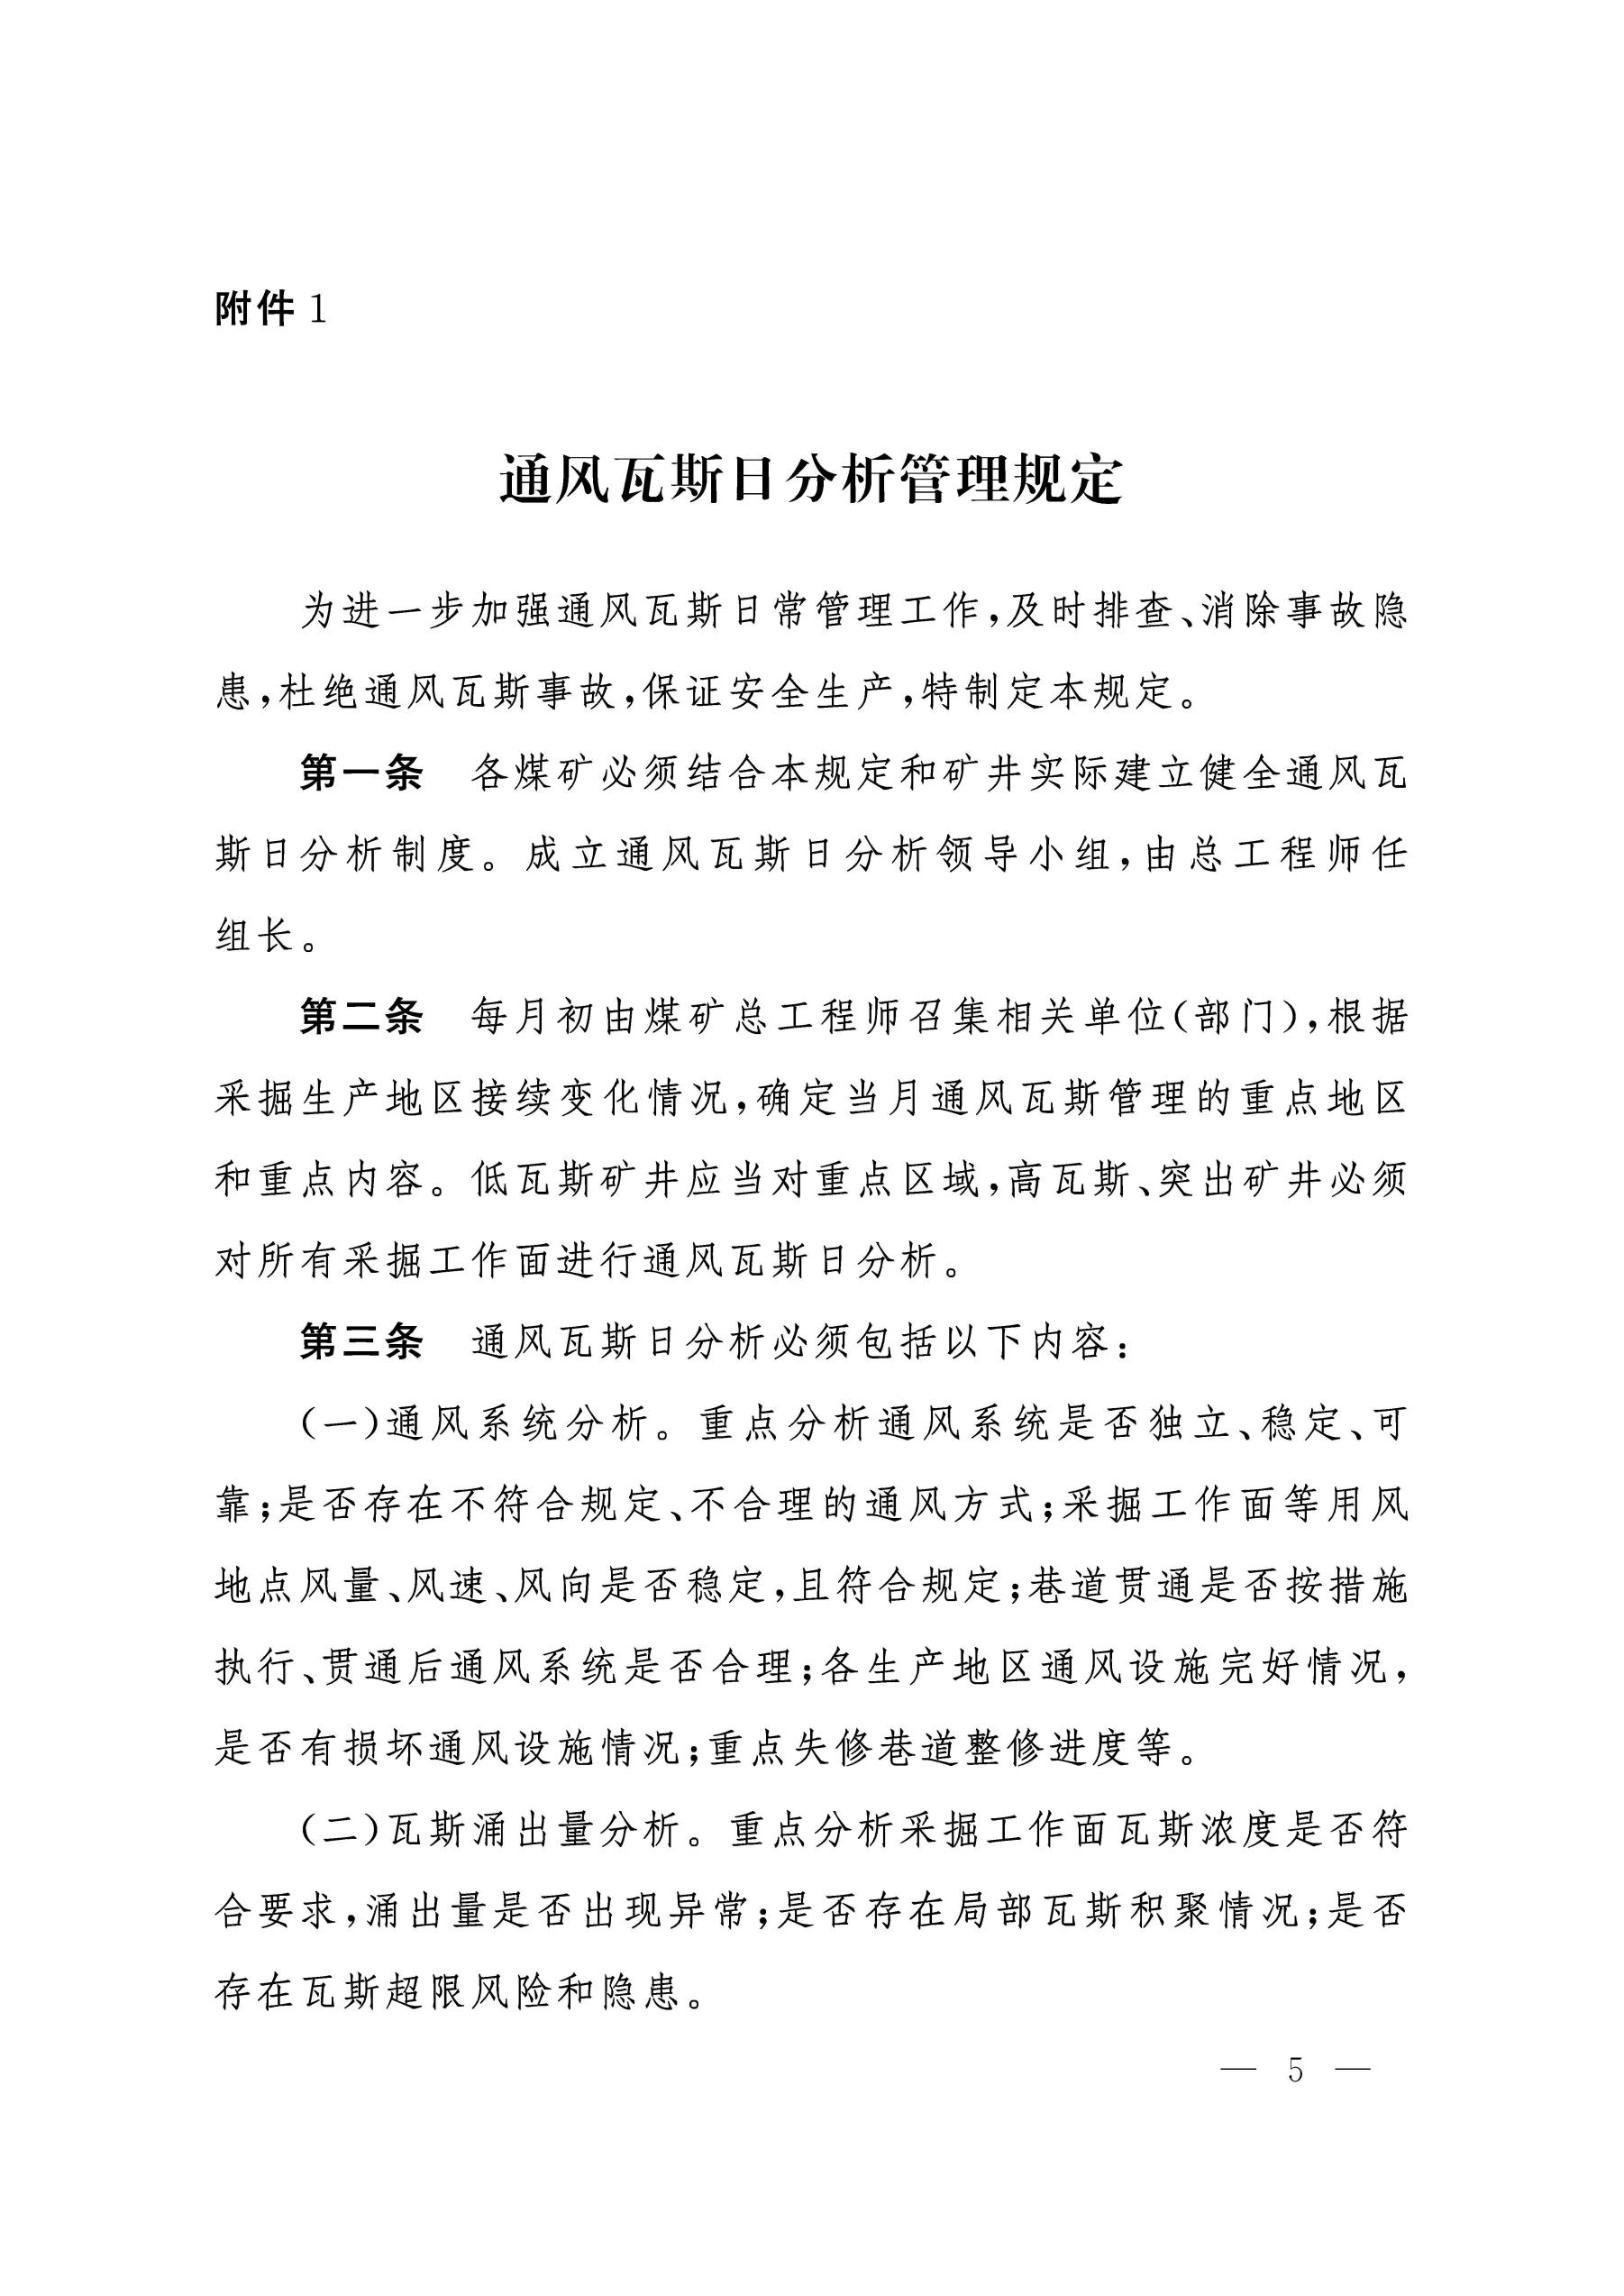 附件1
通风瓦斯日分析管理规定
为进一步加强通风瓦斯日常管理工作,及时排查、消除事故隐
患,杜绝通风瓦斯事故,保证安全生产,特制定本规定。
第一条 各煤矿必须结合本规定和矿井实际建立健全通风瓦
斯日分析制度。成立通风瓦斯日分析领导小组,由总工程师任
组长。
第二条 每月初由煤矿总工程师召集相关单位(部门),根据
采掘生产地区接续变化情况,确定当月通风瓦斯管理的重点地区
和重点内容。低瓦斯矿井应当对重点区域,高瓦斯、突出矿井必须
对所有采掘工作面进行通风瓦斯日分析。
第三条 通风瓦斯日分析必须包括以下内容:
(一)通风系统分析。重点分析通风系统是否独立、稳定、可
靠;是否存在不符合规定、不合理的通风方式;采掘工作面等用风
地点风量、风速、风向是否稳定,且符合规定;巷道贯通是否按措施
执行、贯通后通风系统是否合理;各生产地区通风设施完好情况,
是否有损坏通风设施情况;重点失修巷道整修进度等。
(二)瓦斯涌出量分析。重点分析采掘工作面瓦斯浓度是否符
合要求,涌出量是否出现异常;是否存在局部瓦斯积聚情况;是否
存在瓦斯超限风险和隐患。
— 5 —